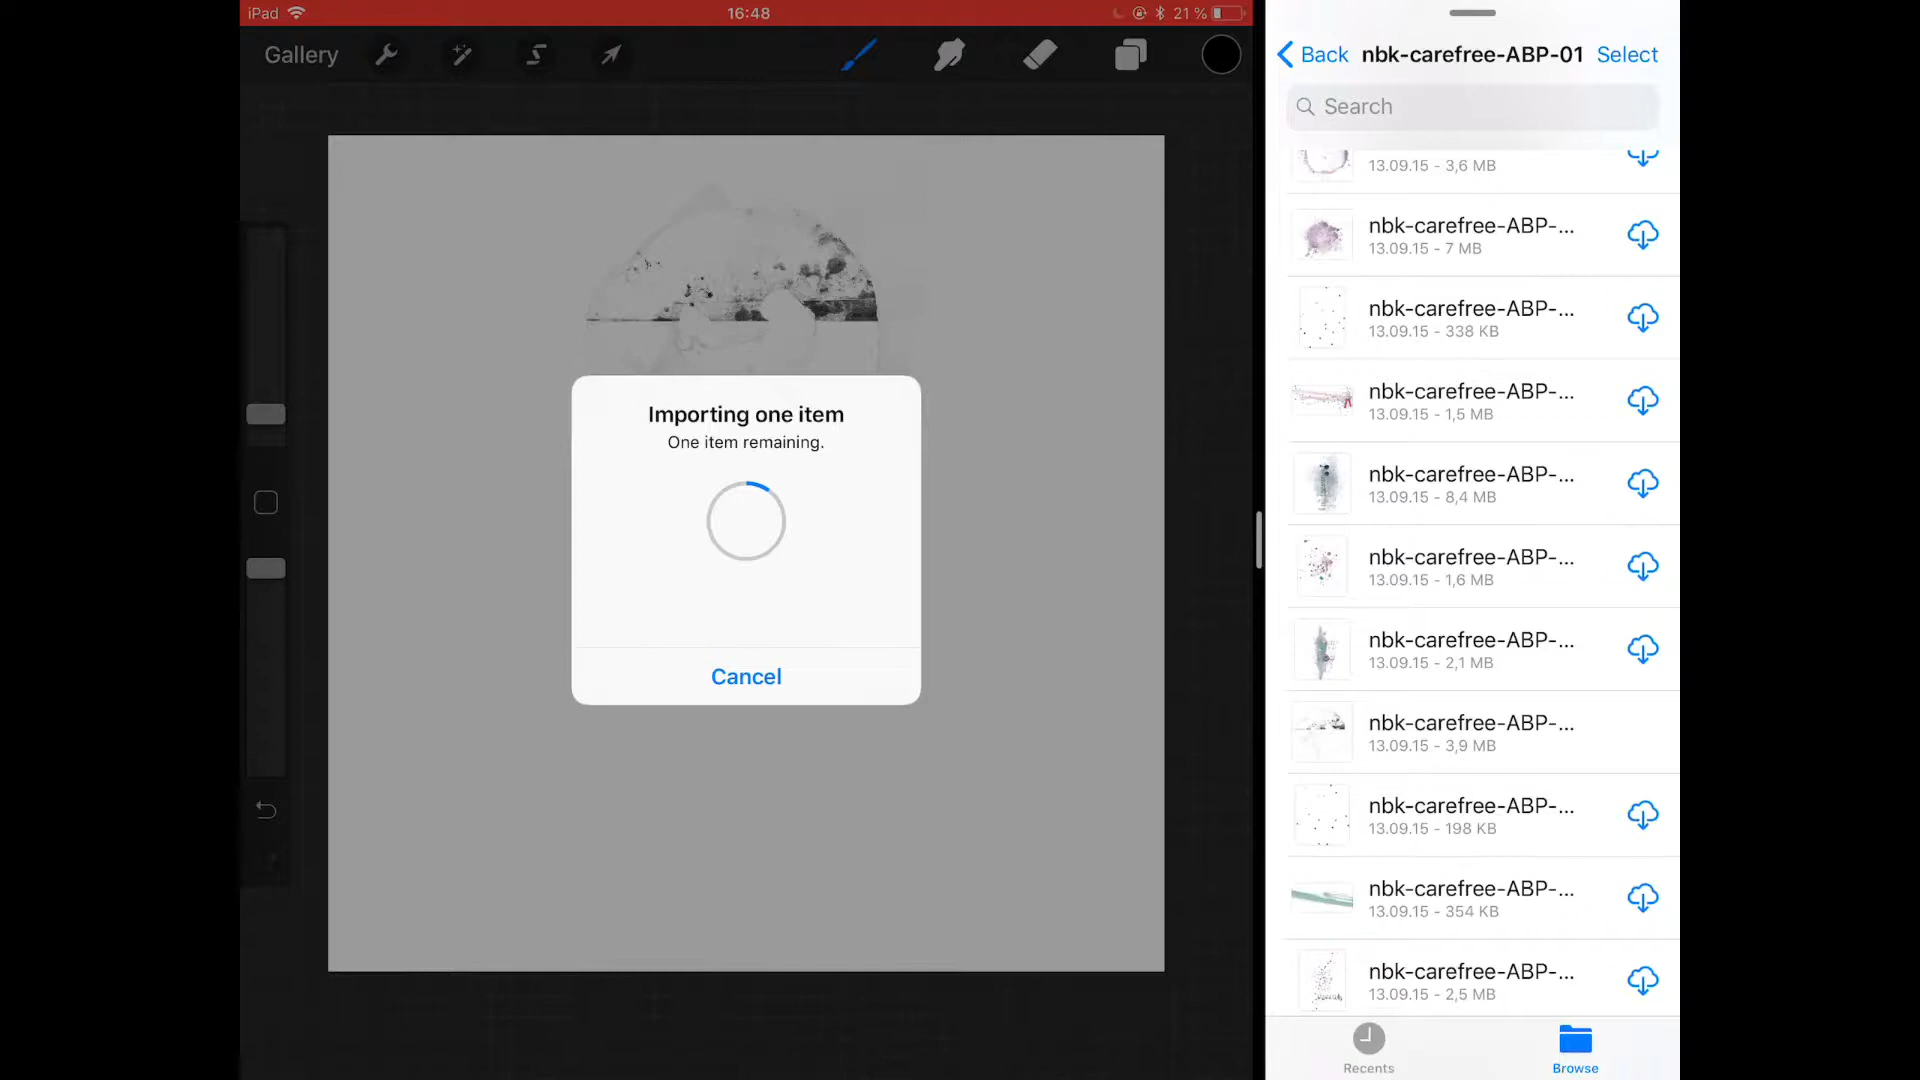 iPad
16:48
21 %
Gallery
Importing one item
One item remaining.
Cancel
Back
nbk-carefree-ABP-01
Select
Search
13.09.15 - 3,6 MB
nbk-carefree-ABP-...
13.09.15 - 7 MB
nbk-carefree-ABP-...
13.09.15 - 338 KB
nbk-carefree-ABP-...
13.09.15 - 1,5 MB
nbk-carefree-ABP-...
13.09.15 - 8,4 MB
nbk-carefree-ABP-...
13.09.15 - 1,6 MB
nbk-carefree-ABP-...
13.09.15 - 2,1 MB
nbk-carefree-ABP-...
13.09.15 - 3,9 MB
nbk-carefree-ABP-...
13.09.15 - 198 KB
nbk-carefree-ABP-...
13.09.15 - 354 KB
nbk-carefree-ABP-...
13.09.15 - 2,5 MB
Recents
Browse